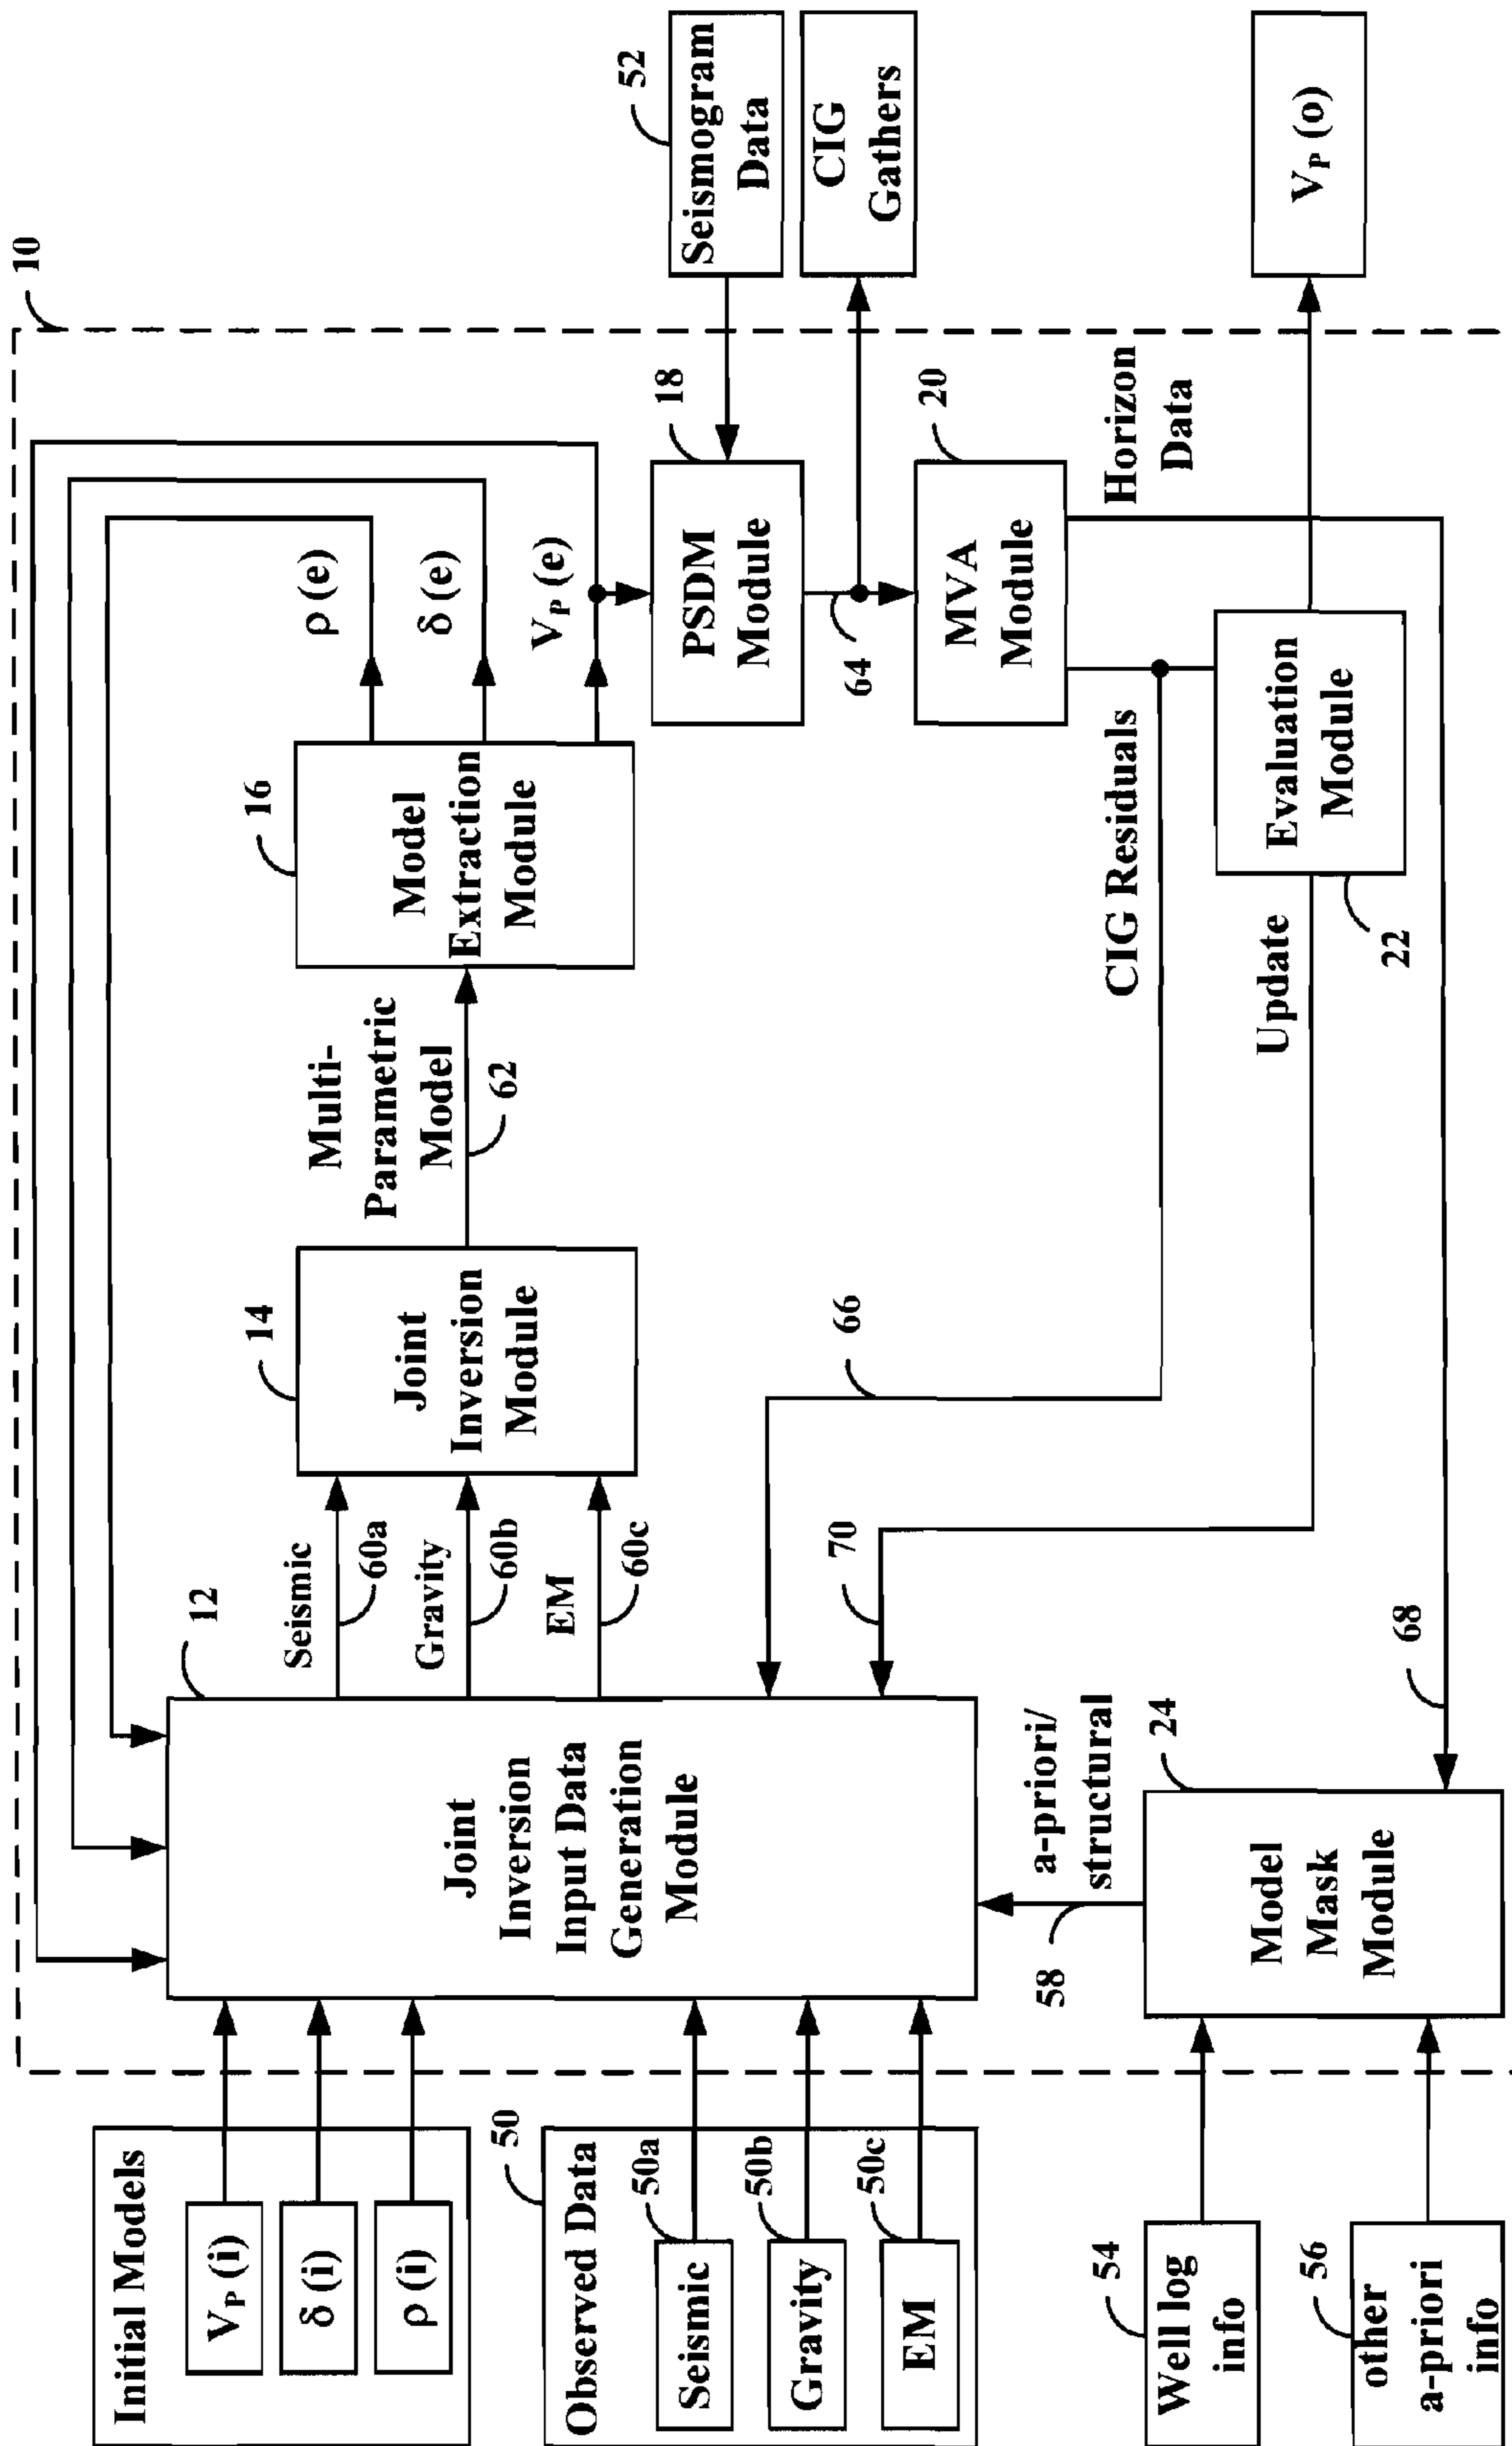 10
Initial Models
V_P (i)
δ (i)
ρ (i)
50
Observed Data
Seismic
50a
Gravity
50b
EM
50c
54
Well log
info
56
other
a-priori
info
12
Joint
Inversion
Input Data
Generation
Module
Seismic
60a
Gravity
60b
EM
60c
14
Joint
Inversion
Module
Multi-
Parametric
Model
62
16
Model
Extraction
Module
ρ (e)
δ (e)
V_P (e)
18
PSDM
Module
52
Seismogram
Data
CIG
Gathers
64
20
MVA
Module
Horizon
Data
CIG Residuals
66
Evaluation
Module
22
Update
70
V_P (o)
68
a-priori/
structural
58
24
Model
Mask
Module